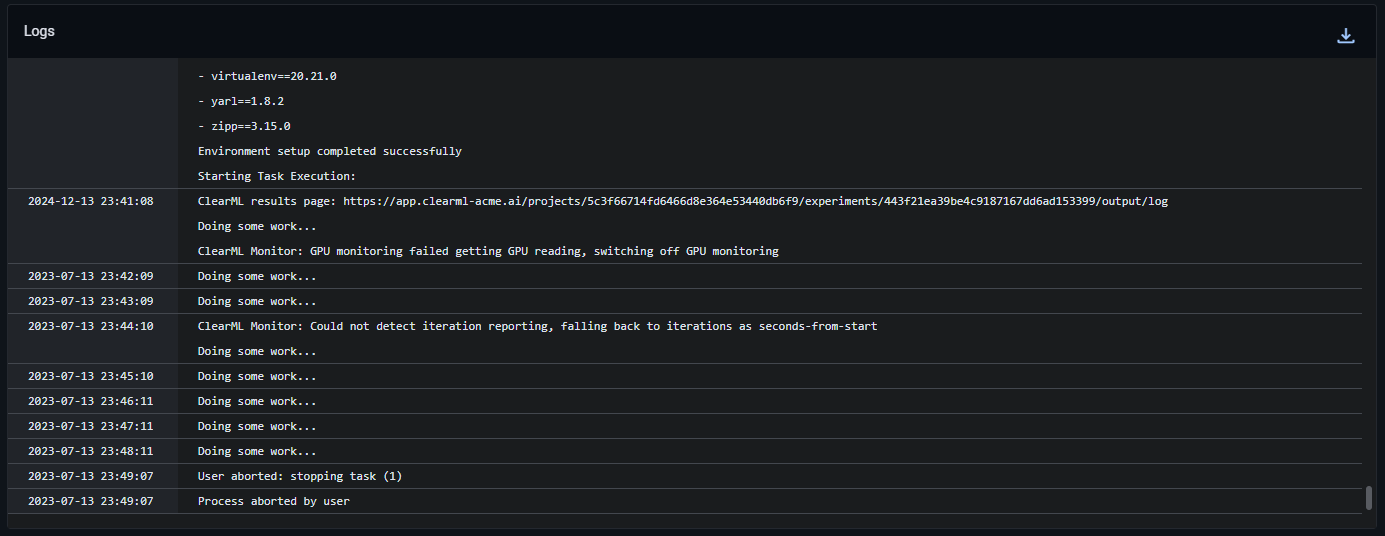 Logs
- virtualenv==20.21.0
- yarl==1.8.2
- zipp==3.15.0
Environment setup completed successfully
Starting Task Execution:
2024-12-13 23:41:08 ClearML results page: https://app.clearml-acme.ai/projects/5c3f66714fd6466d8e364e53440db6f9/experiments/443f21ea39be4c9187167dd6ad153399/output/log
Doing some work...
ClearML Monitor: GPU monitoring failed getting GPU reading, switching off GPU monitoring
2023-07-13 23:42:09 Doing some work...
2023-07-13 23:43:09 Doing some work...
2023-07-13 23:44:10 ClearML Monitor: Could not detect iteration reporting, falling back to iterations as seconds-from-start
Doing some work...
2023-07-13 23:45:10 Doing some work...
2023-07-13 23:46:11 Doing some work...
2023-07-13 23:47:11 Doing some work...
2023-07-13 23:48:11 Doing some work...
2023-07-13 23:49:07 User aborted: stopping task (1)
2023-07-13 23:49:07 Process aborted by user